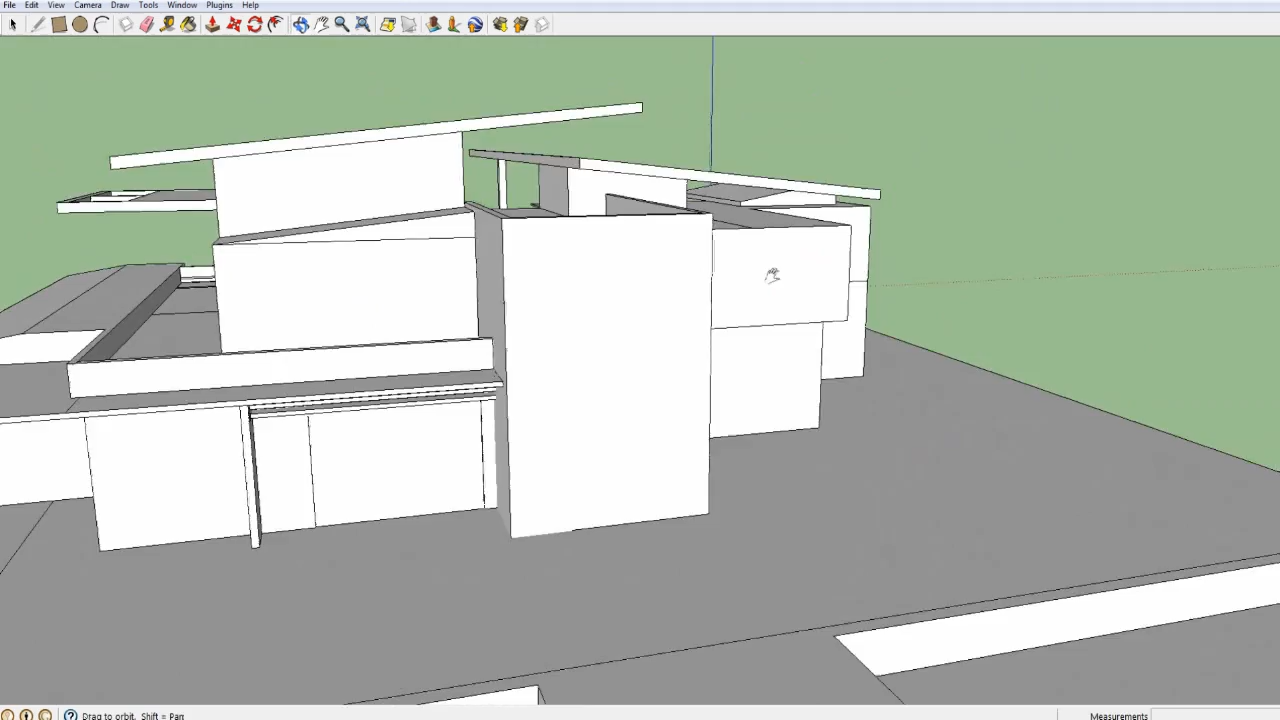 File Edit View Camera Draw Tools Window Plugins Help
Drag to orbit. Shift = Pan
Measurements